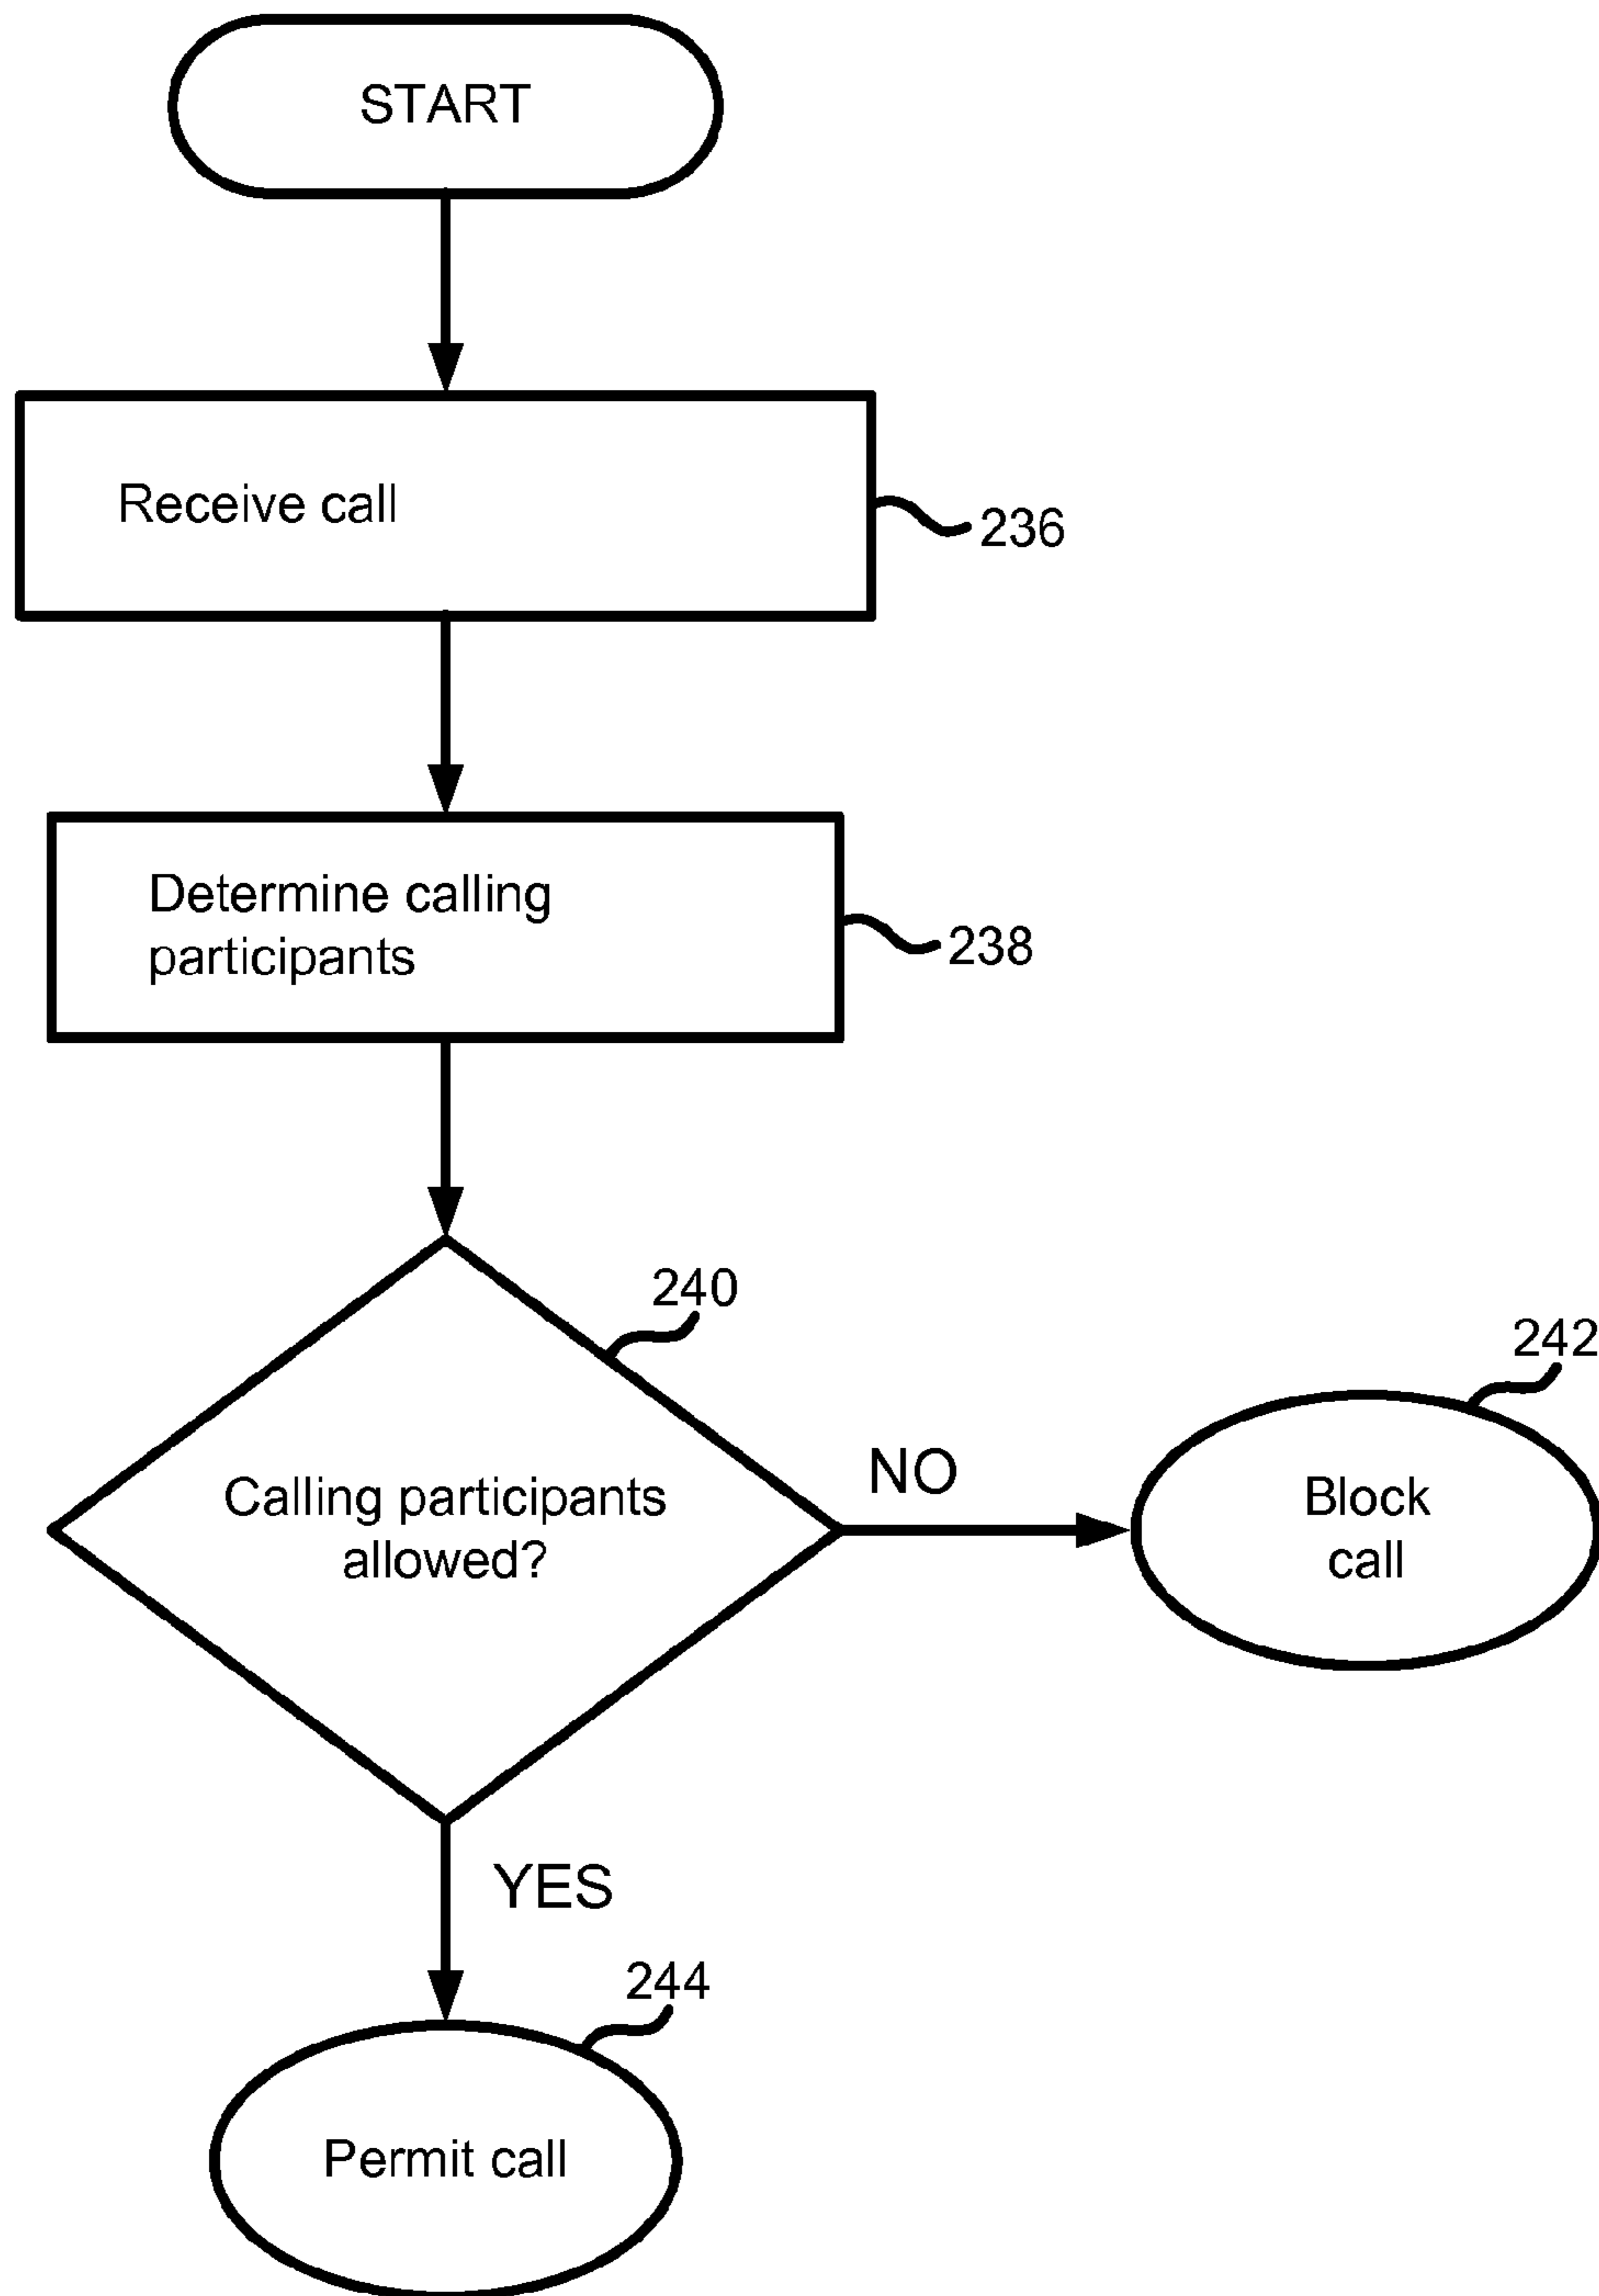 START
Receive call
236
Determine calling
participants
238
240
Calling participants
allowed?
NO
242
Block
call
YES
244
Permit call